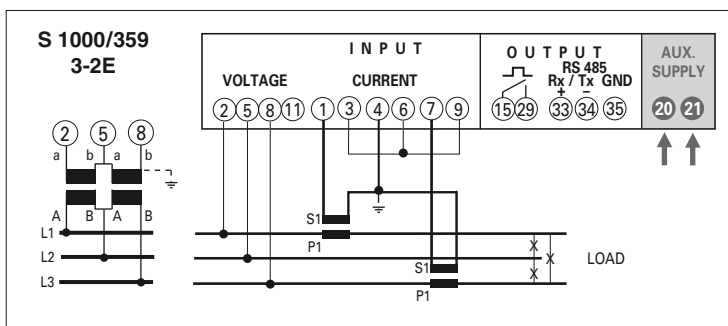 S 1000/359
3-2E
INPUT
VOLTAGE
CURRENT
2 5 8 11 1 3 4 6 7 9
OUTPUT
RS 485
Rx / Tx GND
+ −
15 29 33 34 35
AUX.
SUPPLY
20 21
2 5 8
a b a b
A B A B
L1
L2
L3
S1
P1
S1
P1
X
X X
X
LOAD